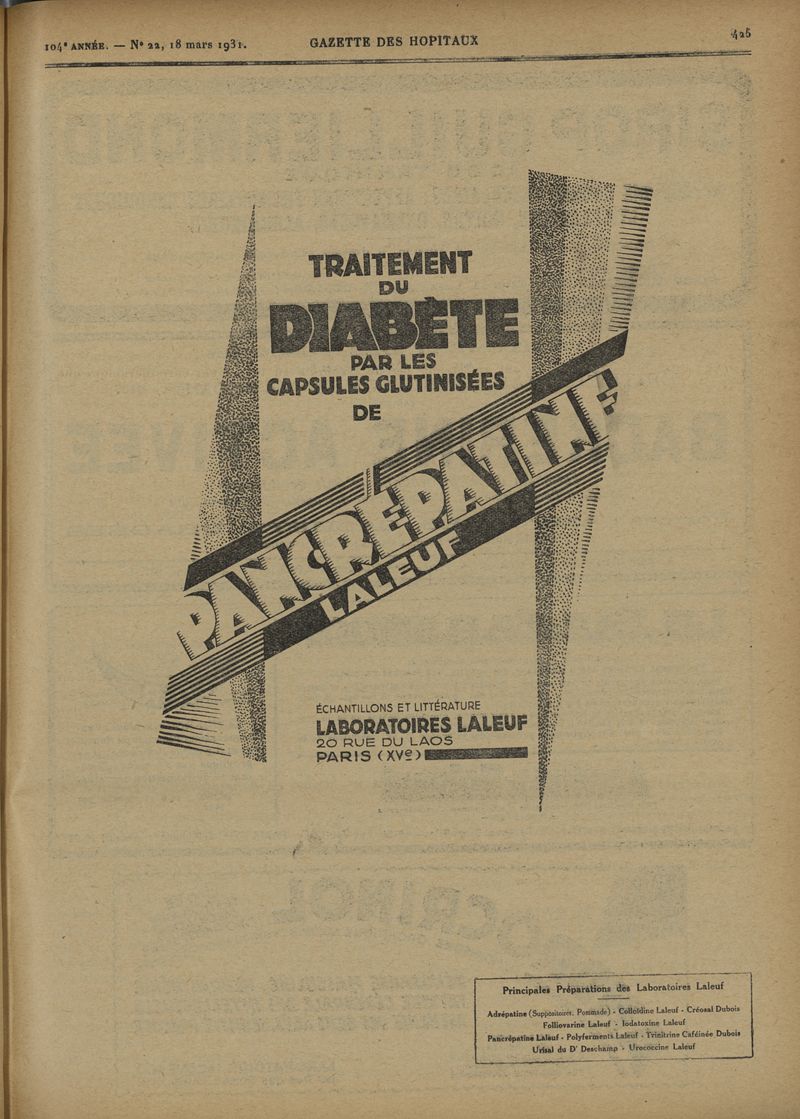 104ᵉ ANNÉE. — Nº 22, 18 mars 1931.
GAZETTE DES HOPITAUX
425
TRAITEMENT
DU
DIABÈTE
PAR LES
CAPSULES GLUTINISÉES
DE
PANCRÉPATINE
LALEUF
ÉCHANTILLONS ET LITTÉRATURE
LABORATOIRES LALEUF
20 RUE DU LAOS
PARIS (XVᵉ)
Principales Préparations des Laboratoires Laleuf
Adrépatine (Suppositoires, Pommade) - Colloïdine Laleuf - Créosal Dubois
Folliovarine Laleuf - Iodatoxine Laleuf
Pancrépatine Laleuf - Polyferments Laleuf - Trinitrine Caféinée Dubois
Urisal du Dʳ Deschamp - Urococcine Laleuf